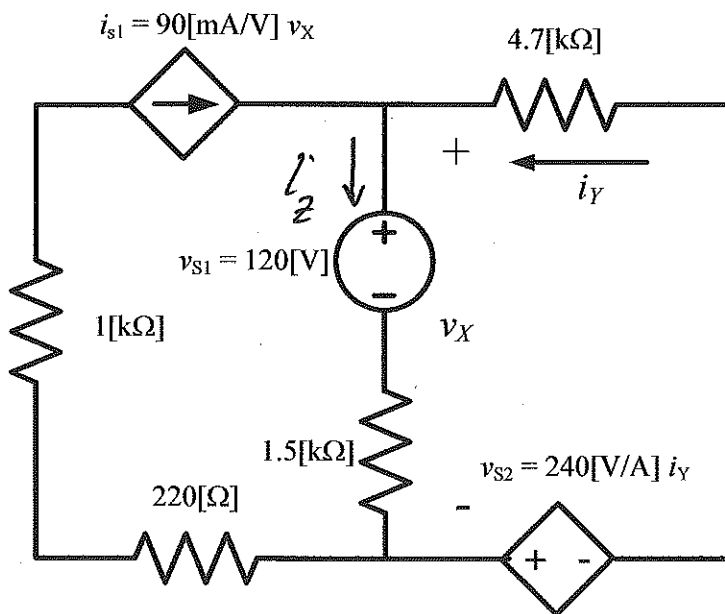 i_s1 = 90[mA/V] v_X
4.7[kΩ]
+
i_Y
i_z
+
v_S1 = 120[V]
-
v_X
1[kΩ]
1.5[kΩ]
v_S2 = 240[V/A] i_Y
220[Ω]
-
+ -